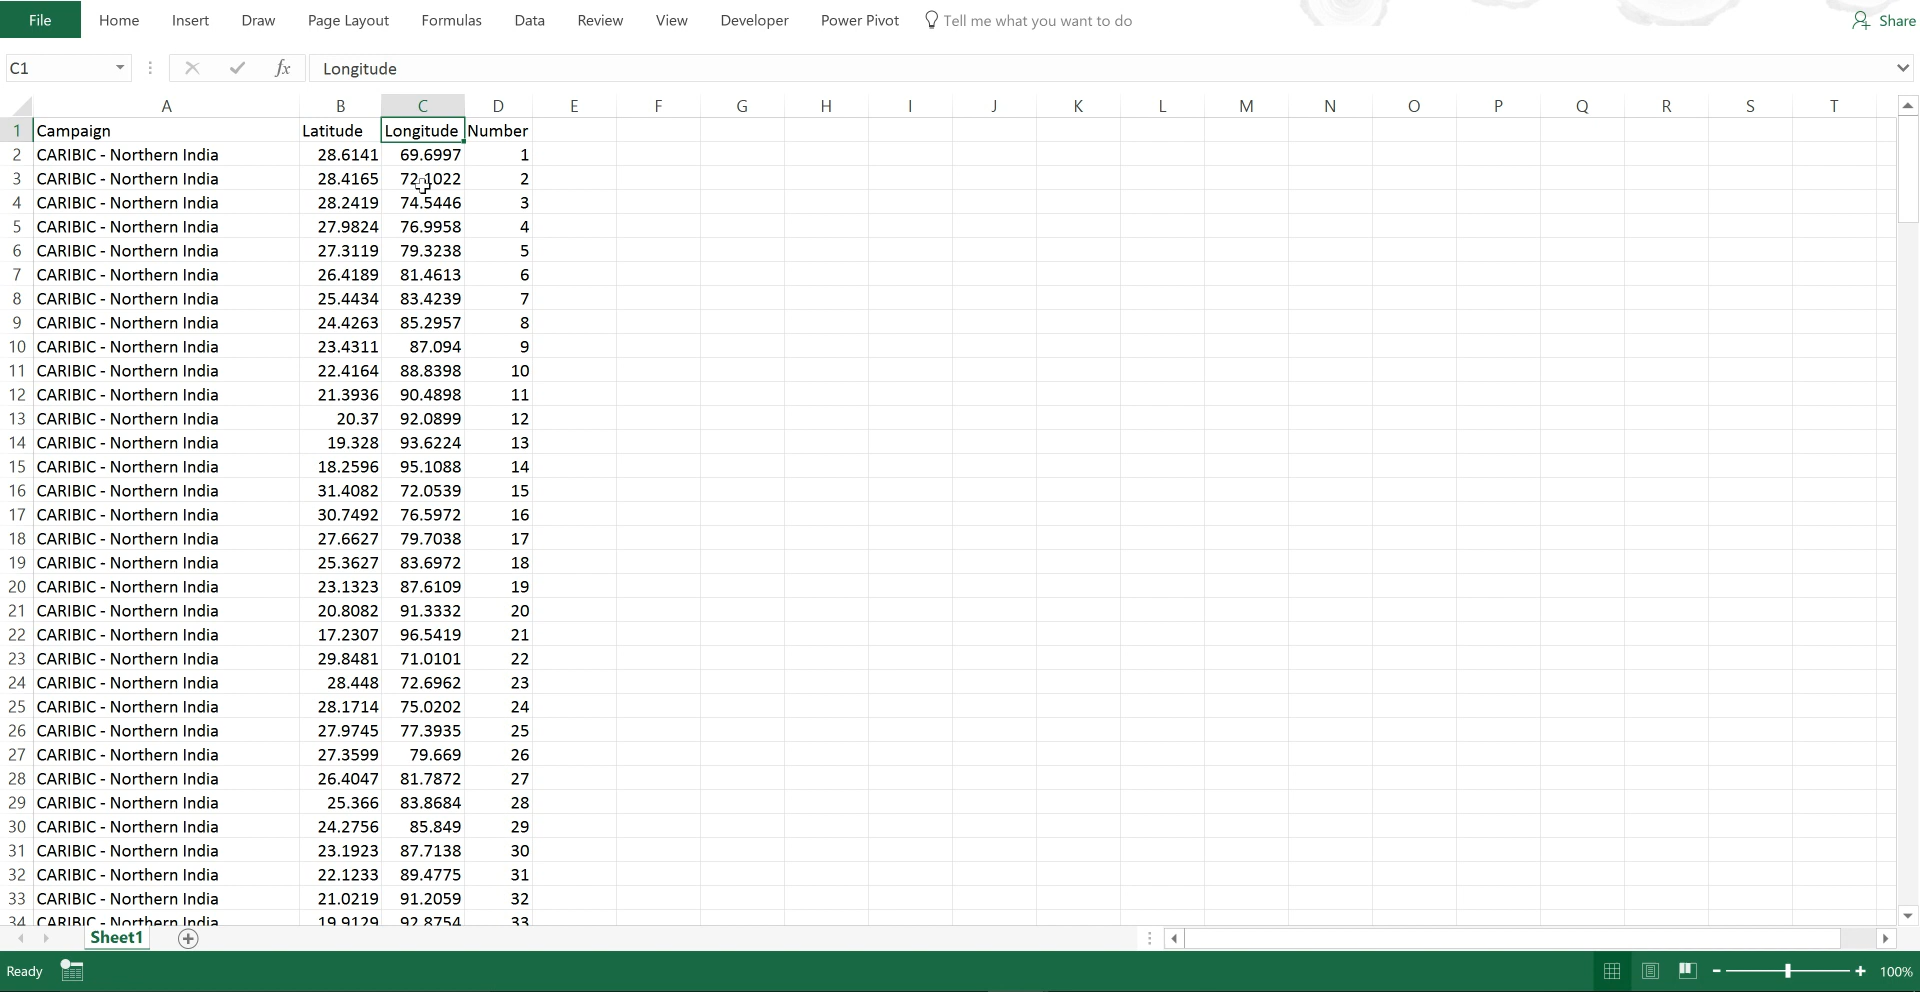 File Home Insert Draw Page Layout Formulas Data Review View Developer Power Pivot Tell me what you want to do Share
C1 fx Longitude
A B C D E F G H I J K L M N O P Q R S T
1 Campaign Latitude Longitude Number
2 CARIBIC - Northern India 28.6141 69.6997 1
3 CARIBIC - Northern India 28.4165 72.1022 2
4 CARIBIC - Northern India 28.2419 74.5446 3
5 CARIBIC - Northern India 27.9824 76.9958 4
6 CARIBIC - Northern India 27.3119 79.3238 5
7 CARIBIC - Northern India 26.4189 81.4613 6
8 CARIBIC - Northern India 25.4434 83.4239 7
9 CARIBIC - Northern India 24.4263 85.2957 8
10 CARIBIC - Northern India 23.4311 87.094 9
11 CARIBIC - Northern India 22.4164 88.8398 10
12 CARIBIC - Northern India 21.3936 90.4898 11
13 CARIBIC - Northern India 20.37 92.0899 12
14 CARIBIC - Northern India 19.328 93.6224 13
15 CARIBIC - Northern India 18.2596 95.1088 14
16 CARIBIC - Northern India 31.4082 72.0539 15
17 CARIBIC - Northern India 30.7492 76.5972 16
18 CARIBIC - Northern India 27.6627 79.7038 17
19 CARIBIC - Northern India 25.3627 83.6972 18
20 CARIBIC - Northern India 23.1323 87.6109 19
21 CARIBIC - Northern India 20.8082 91.3332 20
22 CARIBIC - Northern India 17.2307 96.5419 21
23 CARIBIC - Northern India 29.8481 71.0101 22
24 CARIBIC - Northern India 28.448 72.6962 23
25 CARIBIC - Northern India 28.1714 75.0202 24
26 CARIBIC - Northern India 27.9745 77.3935 25
27 CARIBIC - Northern India 27.3599 79.669 26
28 CARIBIC - Northern India 26.4047 81.7872 27
29 CARIBIC - Northern India 25.366 83.8684 28
30 CARIBIC - Northern India 24.2756 85.849 29
31 CARIBIC - Northern India 23.1923 87.7138 30
32 CARIBIC - Northern India 22.1233 89.4775 31
33 CARIBIC - Northern India 21.0219 91.2059 32
34 CARIBIC - Northern India 19.9129 92.8754 33
Sheet1
Ready 100%